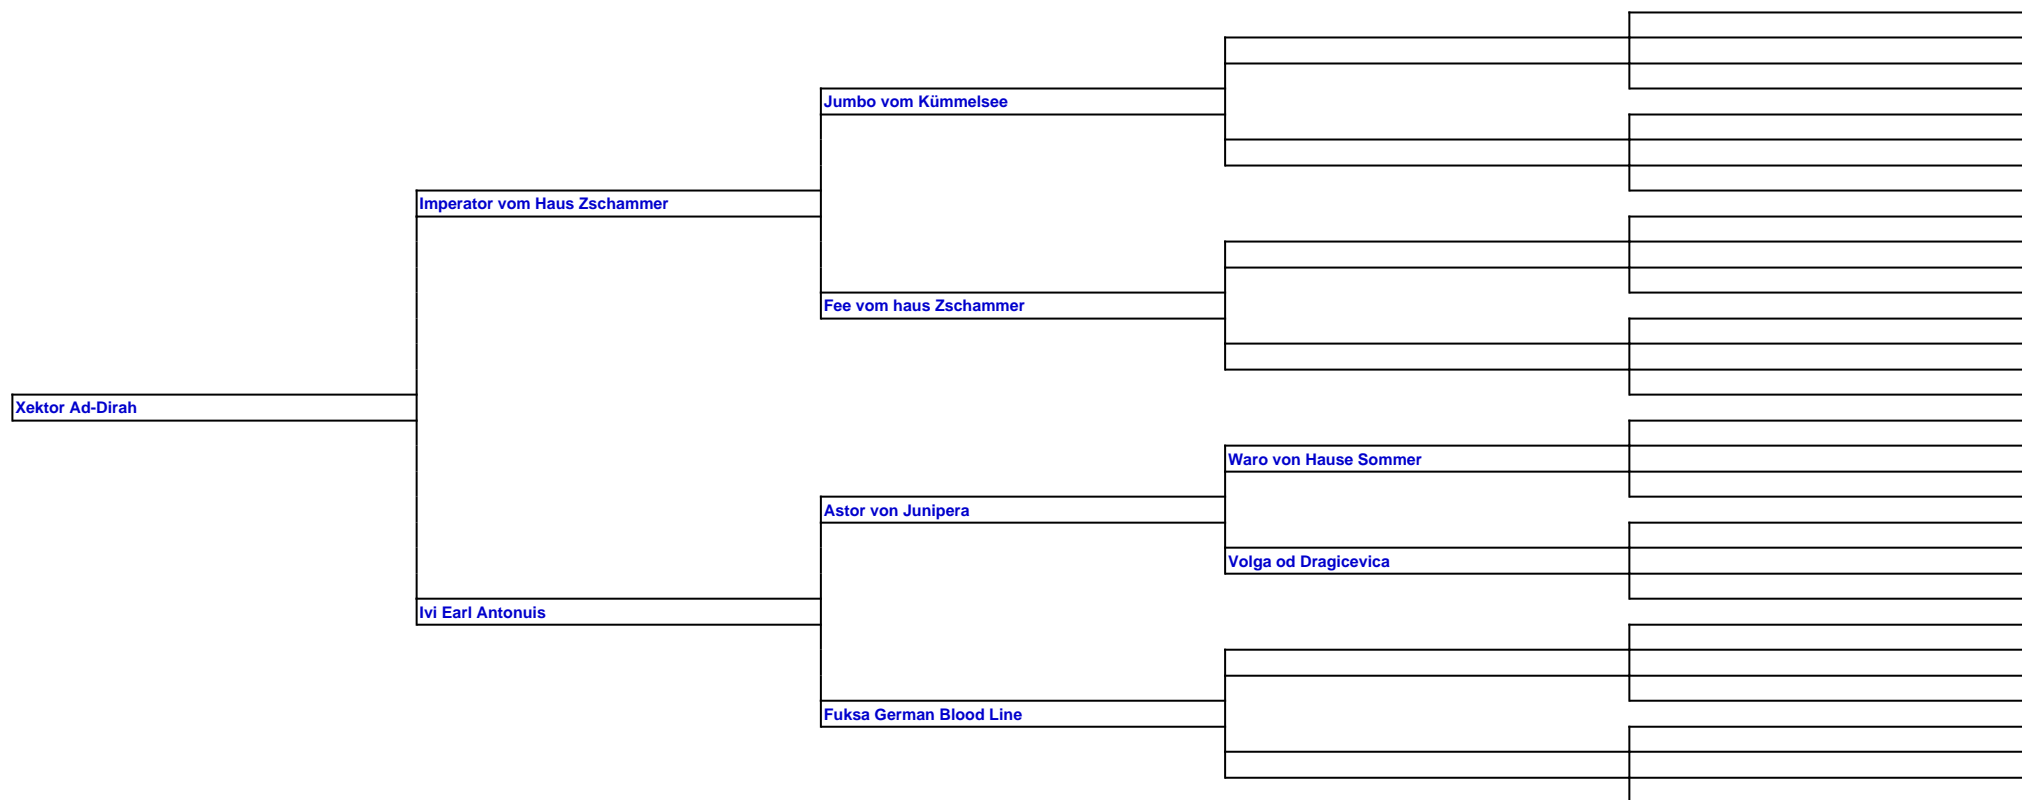 Jumbo vom Kümmelsee
Imperator vom Haus Zschammer
Fee vom haus Zschammer
Xektor Ad-Dirah
Waro von Hause Sommer
Astor von Junipera
Volga od Dragicevica
Ivi Earl Antonuis
Fuksa German Blood Line